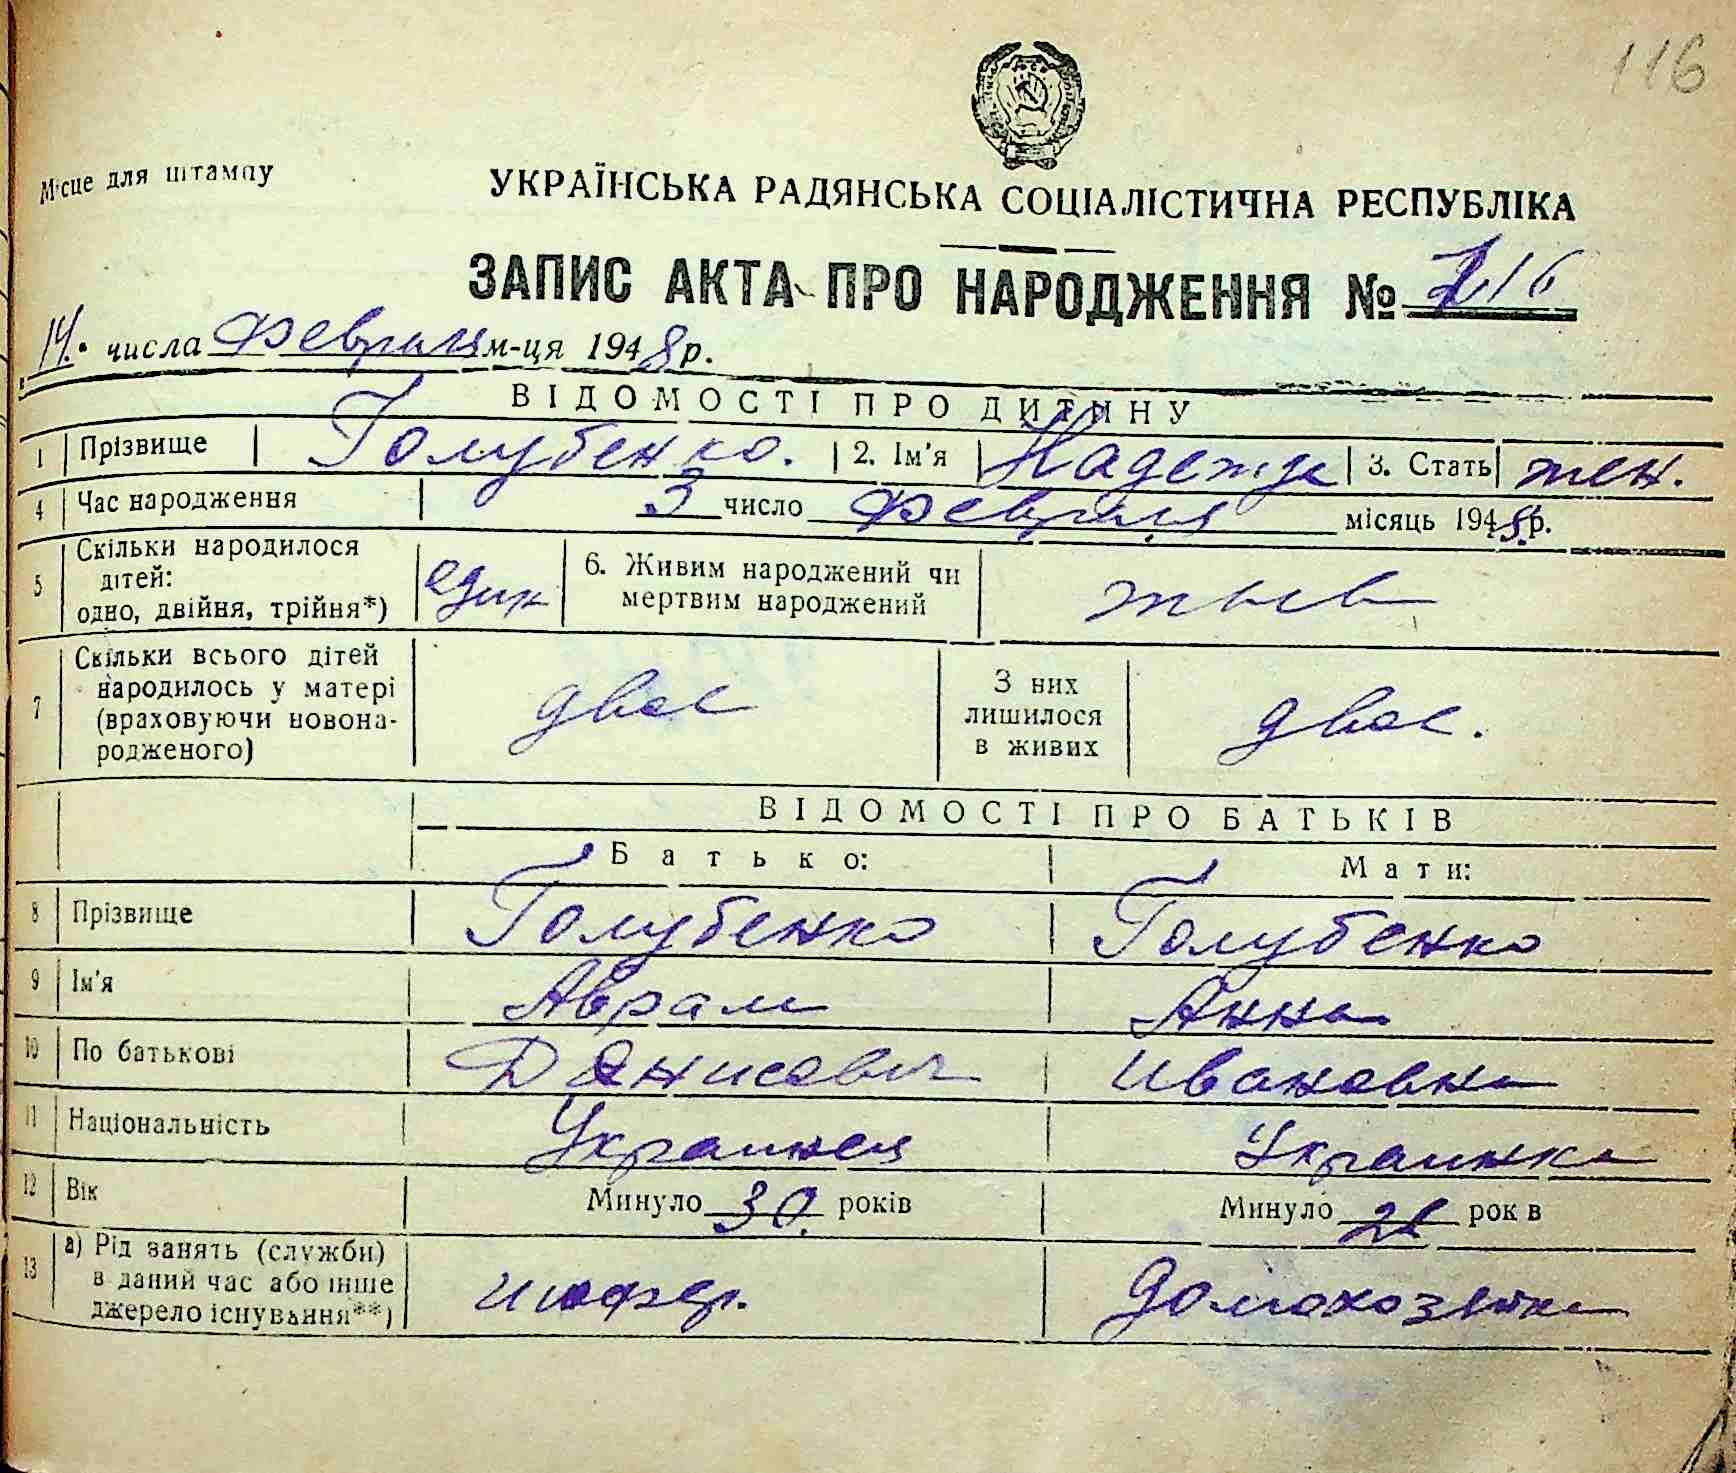 116
Місце для штампу
УКРАЇНСЬКА РАДЯНСЬКА СОЦІАЛІСТИЧНА РЕСПУБЛІКА
ЗАПИС АКТА ПРО НАРОДЖЕННЯ № 116
14. числа Февраля м-ця 1948 р.
ВІДОМОСТІ ПРО ДИТИНУ
1 Прізвище Голубенко. 2. Ім'я Надежда 3. Стать жен.
4 Час народження 3 число Февраля місяць 1948 р.
5 Скільки народилося
дітей:
одно, двійня, трійня*) един 6. Живим народжений чи
мертвим народжений жыв
7 Скільки всього дітей
народилось у матері
(враховуючи новона-
родженого) двое З них
лишилося
в живих двое.
ВІДОМОСТІ ПРО БАТЬКІВ
Батько: Мати:
8 Прізвище Голубенко Голубенко
9 Ім'я Аврам Анна
10 По батькові Данисович Ивановна
11 Національність Украинец Украинка
12 Вік Минуло 30. років Минуло рок в
13 а) Рід занять (служби)
в даний час або інше
джерело існування**) шофер. домохозяйка